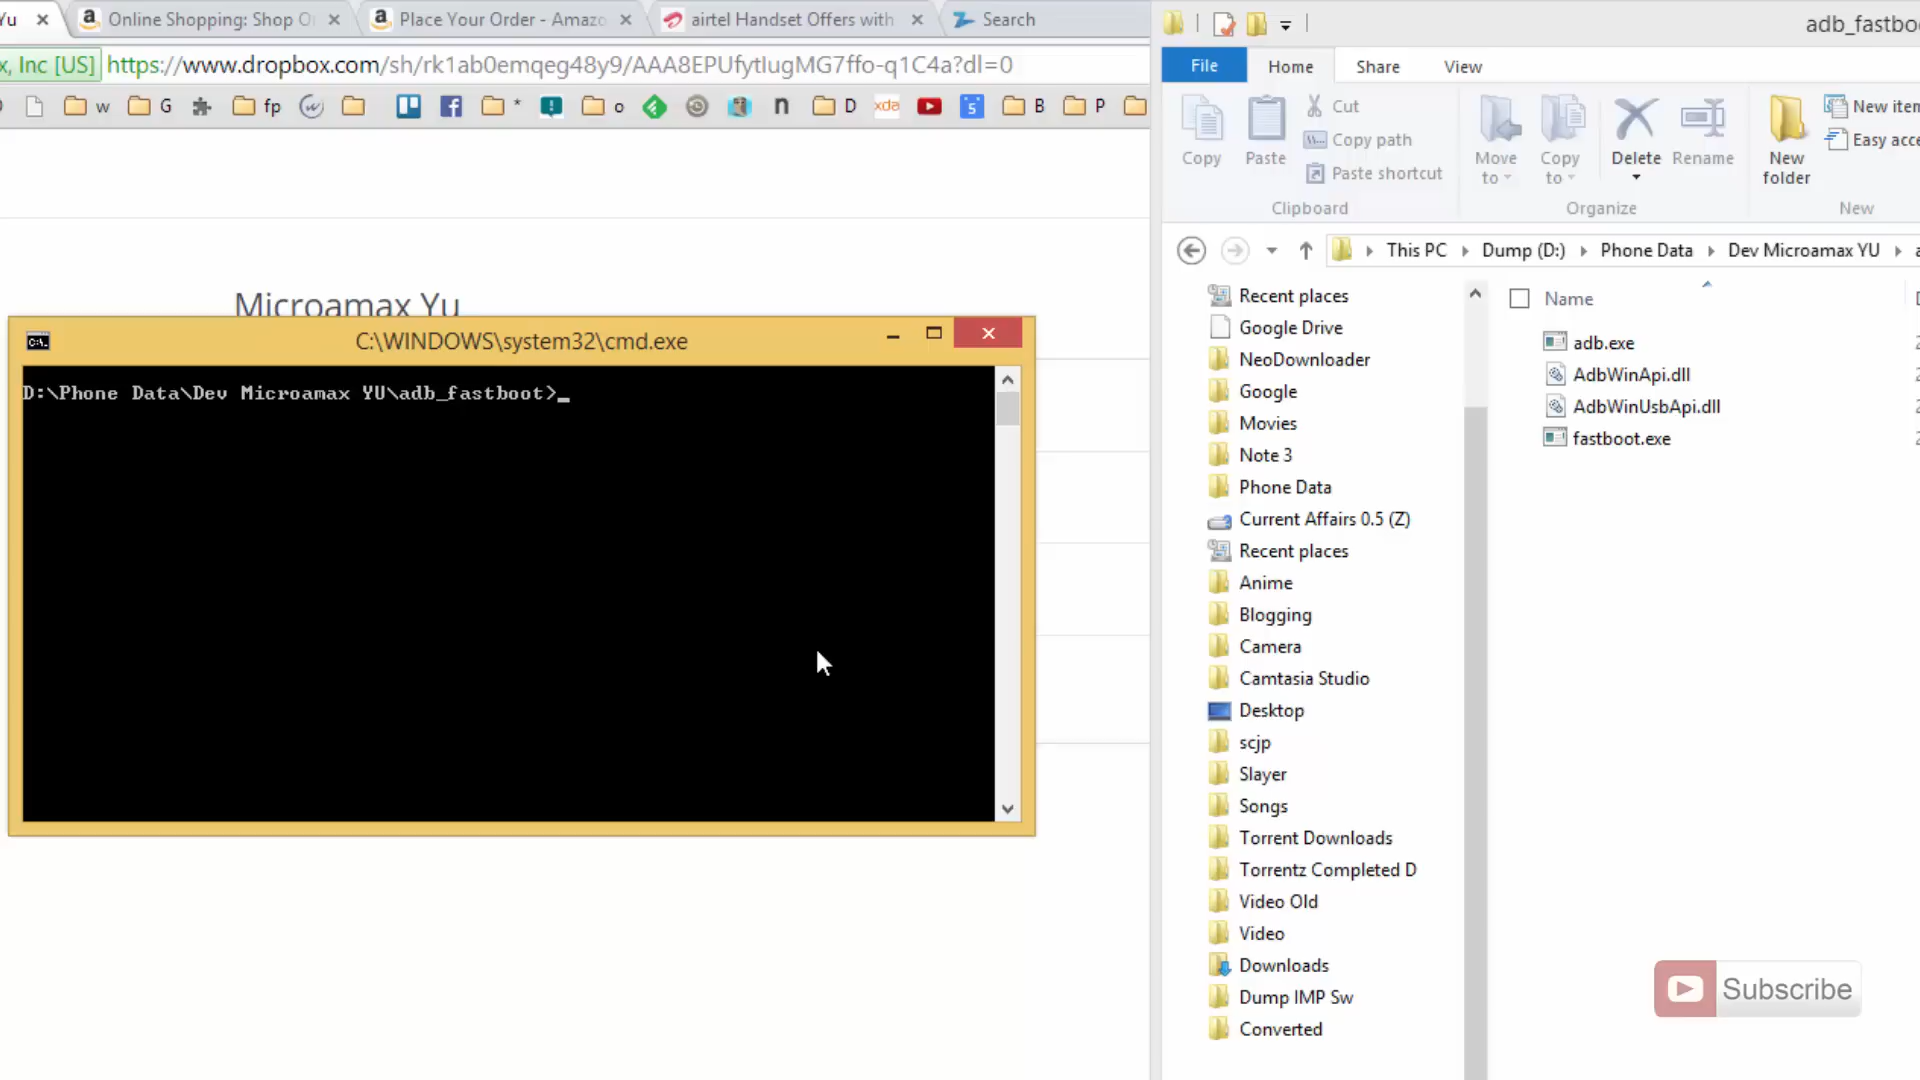 Yu
Online Shopping: Shop O
Place Your Order - Amazo
airtel Handset Offers with
Search
x, Inc [US] https://www.dropbox.com/sh/rk1ab0emqeg48y9/AAA8EPUfytIugMG7ffo-q1C4a?dl=0
w
G
fp
*
o
n
D
xda
5
B
P
Microamax Yu
C:\WINDOWS\system32\cmd.exe
D:\Phone Data\Dev Microamax YU\adb_fastboot>_
adb_fastboo
File
Home
Share
View
Copy
Paste
Cut
Copy path
Paste shortcut
Clipboard
Move to
Copy to
Delete
Rename
Organize
New folder
New item
Easy acce
New
This PC
Dump (D:)
Phone Data
Dev Microamax YU
Recent places
Google Drive
NeoDownloader
Google
Movies
Note 3
Phone Data
Current Affairs 0.5 (Z)
Recent places
Anime
Blogging
Camera
Camtasia Studio
Desktop
scjp
Slayer
Songs
Torrent Downloads
Torrentz Completed D
Video Old
Video
Downloads
Dump IMP Sw
Converted
Name
adb.exe
AdbWinApi.dll
AdbWinUsbApi.dll
fastboot.exe
Subscribe